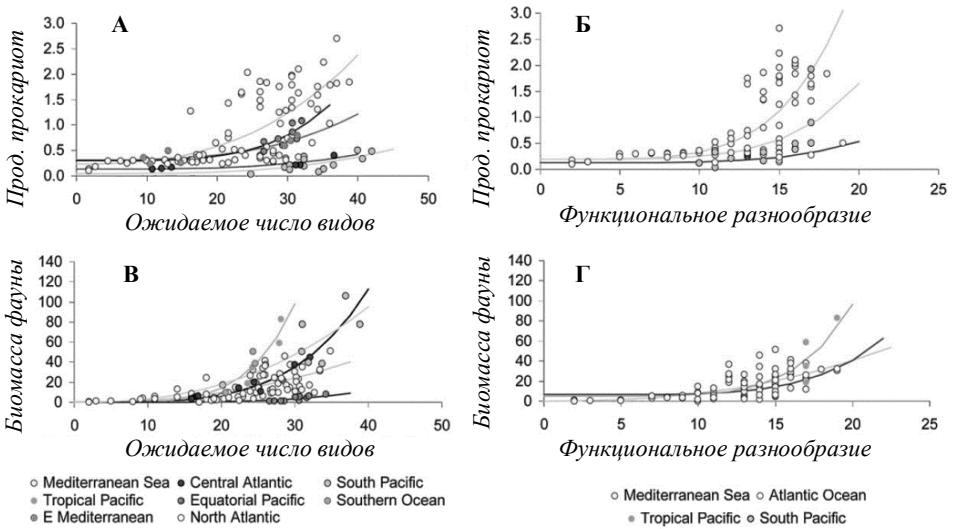 А
Прод. прокариот
3.0
2.5
2.0
1.5
1.0
0.5
0.0
0 10 20 30 40 50
Ожидаемое число видов
Б
Прод. прокариот
3.0
2.5
2.0
1.5
1.0
0.5
0.0
0 5 10 15 20 25
Функциональное разнообразие
В
Биомасса фауны
140
120
100
80
60
40
20
0
0 10 20 30 40 50
Ожидаемое число видов
Г
Биомасса фауны
140
120
100
80
60
40
20
0
0 5 10 15 20 25
Функциональное разнообразие
Mediterranean Sea Central Atlantic South Pacific
Tropical Pacific Equatorial Pacific Southern Ocean
E Mediterranean North Atlantic
Mediterranean Sea Atlantic Ocean
Tropical Pacific South Pacific